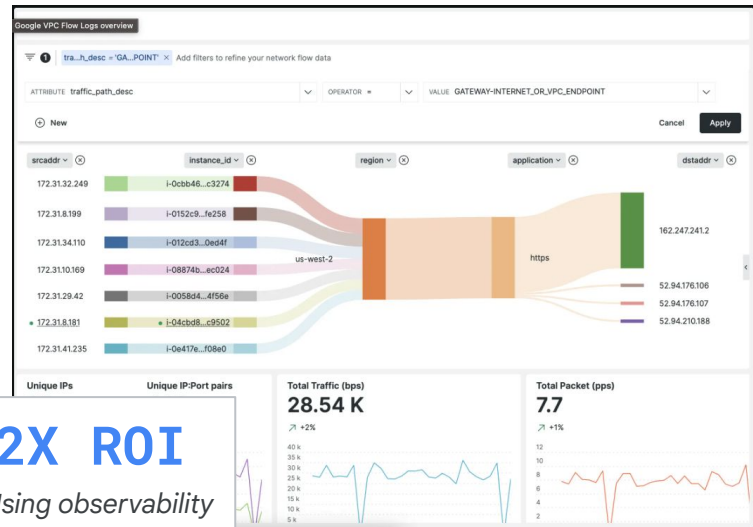 Google VPC Flow Logs overview
1 tra...h_desc = 'GA...POINT' × Add filters to refine your network flow data
ATTRIBUTE traffic_path_desc OPERATOR = VALUE GATEWAY-INTERNET_OR_VPC_ENDPOINT
New Cancel Apply
srcaddr instance_id region application dstaddr
172.31.32.249 i-0cbb46...c3274
172.31.8.199 i-0152c9...fe258
162.247.241.2
172.31.34.110 i-012cd3...0ed4f
us-west-2 https
172.31.10.169 i-08874b...ec024
52.94.176.106
172.31.29.42 i-0058d4...4f56e
52.94.176.107
172.31.8.181 i-04cbd8...c9502
52.94.210.188
172.31.41.235 i-0e417e...f08e0
Unique IPs Unique IP:Port pairs Total Traffic (bps) Total Packet (pps)
28.54 K 7.7
+2% +1%
2X ROI
Using observability
40 k
35 k
30 k
25 k
20 k
15 k
10 k
5 k
12
10
8
6
4
2